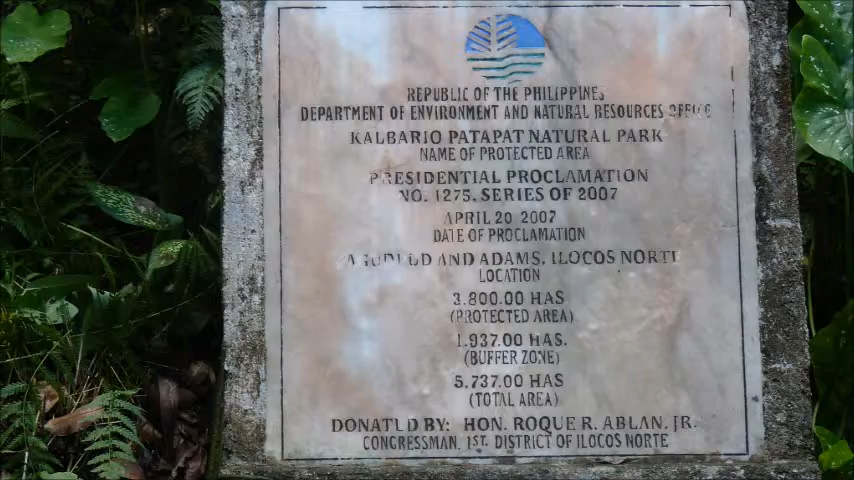 REPUBLIC OF THE PHILIPPINES
DEPARTMENT OF ENVIRONMENT AND NATURAL RESOURCES OFFICE
KALBARIO PATAPAT NATURAL PARK
NAME OF PROTECTED AREA
PRESIDENTIAL PROCLAMATION
NO. 1275. SERIES OF 2007
APRIL 20 2007
DATE OF PROCLAMATION
AND ADAMS, ILOCOS NORTE
LOCATION
3.800.00 HAS
(PROTECTED AREA)
1.937.00 HAS.
(BUFFER ZONE)
5.737.00 HAS
(TOTAL AREA)
DONATED BY: HON. ROQUE R. ABLAN. JR.
CONGRESSMAN. 1ST. DISTRICT OF ILOCOS NORTE